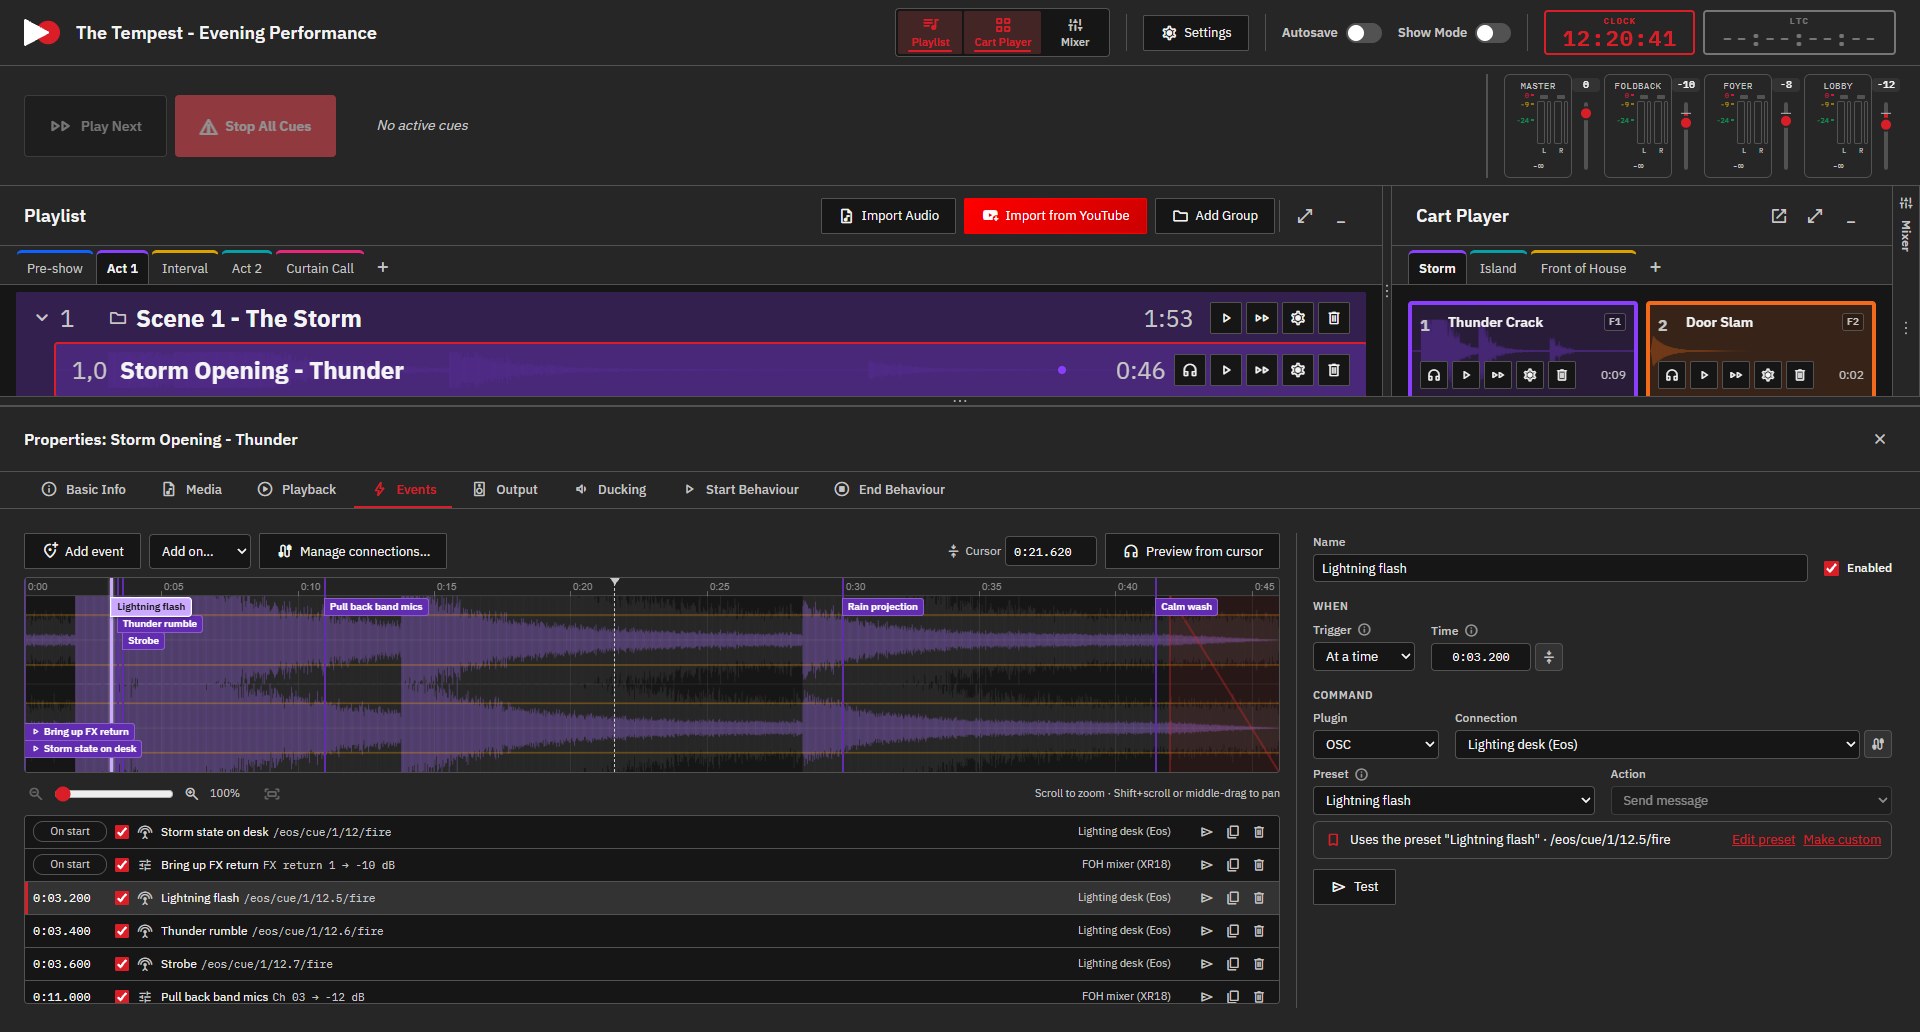 The Tempest - Evening Performance
Playlist
Cart Player
Mixer
Settings
Autosave
Show Mode
CLOCK
12:20:41
LTC
--:--:--:--
Play Next
Stop All Cues
No active cues
MASTER
0
0
-9
-24
L R
-∞
FOLDBACK
-10
0
-9
-24
L R
-∞
FOYER
-8
0
-9
-24
L R
-∞
LOBBY
-12
0
-9
-24
L R
-∞
Playlist
Import Audio
Import from YouTube
Add Group
Cart Player
Mixer
Pre-show
Act 1
Interval
Act 2
Curtain Call
+
Storm
Island
Front of House
+
1 Scene 1 - The Storm 1:53
1,0 Storm Opening - Thunder 0:46
1 Thunder Crack F1
0:09
2 Door Slam F2
0:02
Properties: Storm Opening - Thunder
Basic Info
Media
Playback
Events
Output
Ducking
Start Behaviour
End Behaviour
Add event
Add on...
Manage connections...
Cursor 0:21.620
Preview from cursor
0:00 0:05 0:10 0:15 0:20 0:25 0:30 0:35 0:40 0:45
Lightning flash
Thunder rumble
Strobe
Pull back band mics
Rain projection
Calm wash
Bring up FX return
Storm state on desk
100%
Scroll to zoom · Shift+scroll or middle-drag to pan
On start Storm state on desk /eos/cue/1/12/fire Lighting desk (Eos)
On start Bring up FX return FX return 1 → -10 dB FOH mixer (XR18)
0:03.200 Lightning flash /eos/cue/1/12.5/fire Lighting desk (Eos)
0:03.400 Thunder rumble /eos/cue/1/12.6/fire Lighting desk (Eos)
0:03.600 Strobe /eos/cue/1/12.7/fire Lighting desk (Eos)
0:11.000 Pull back band mics Ch 03 → -12 dB FOH mixer (XR18)
Name
Lightning flash
Enabled
WHEN
Trigger
Time
At a time
0:03.200
COMMAND
Plugin
Connection
OSC
Lighting desk (Eos)
Preset
Action
Lightning flash
Send message
Uses the preset "Lightning flash" · /eos/cue/1/12.5/fire
Edit preset
Make custom
Test